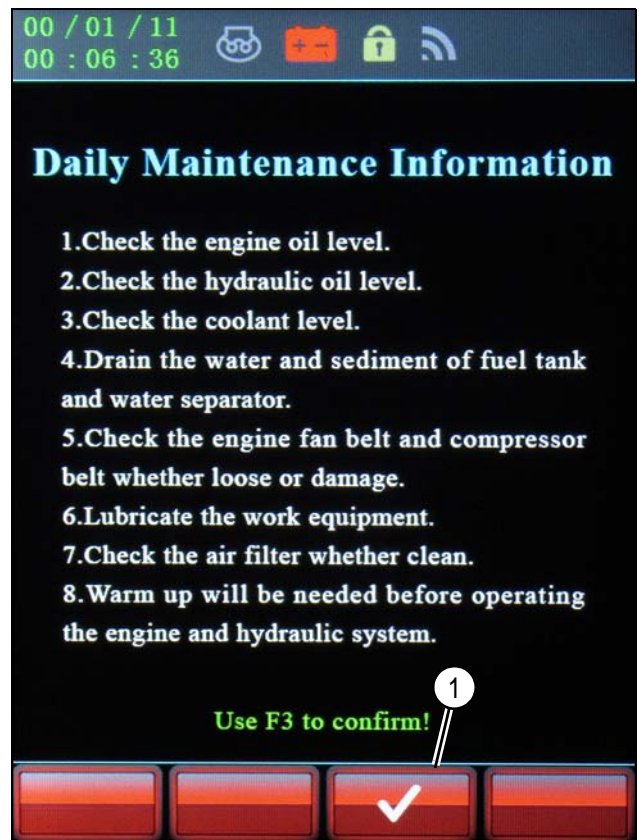 00 / 01 / 11
00 : 06 : 36
Daily Maintenance Information
1.Check the engine oil level.
2.Check the hydraulic oil level.
3.Check the coolant level.
4.Drain the water and sediment of fuel tank
and water separator.
5.Check the engine fan belt and compressor
belt whether loose or damage.
6.Lubricate the work equipment.
7.Check the air filter whether clean.
8.Warm up will be needed before operating
the engine and hydraulic system.
1
Use F3 to confirm!